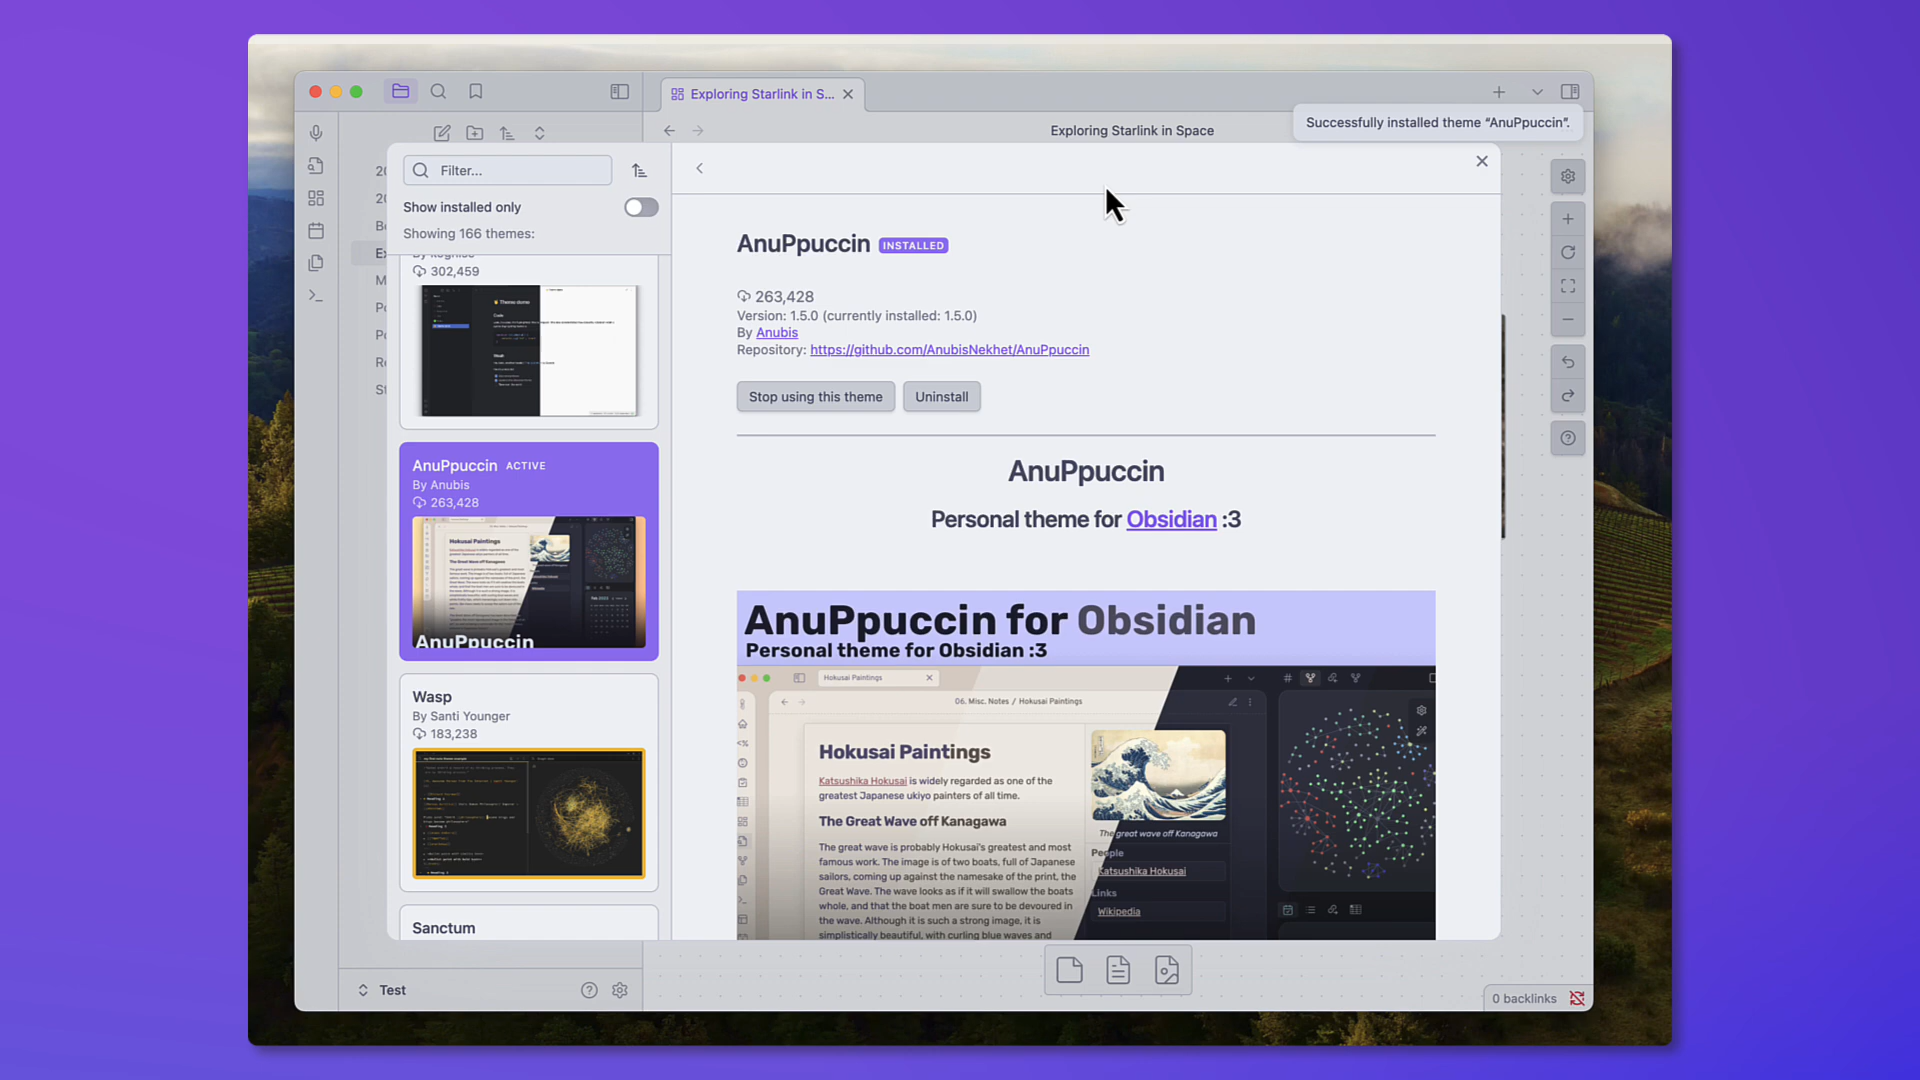 Exploring Starlink in S...
Exploring Starlink in Space
Successfully installed theme “AnuPpuccin”.
Filter...
Show installed only
Showing 166 themes:
302,459
AnuPpuccin ACTIVE
By Anubis
263,428
Hokusai Paintings
AnuPpuccin
Wasp
By Santi Younger
183,238
Sanctum
AnuPpuccin INSTALLED
263,428
Version: 1.5.0 (currently installed: 1.5.0)
By Anubis
Repository: https://github.com/AnubisNekhet/AnuPpuccin
Stop using this theme
Uninstall
AnuPpuccin
Personal theme for Obsidian :3
AnuPpuccin for Obsidian
Personal theme for Obsidian :3
Hokusai Paintings
06. Misc. Notes / Hokusai Paintings
Hokusai Paintings
Katsushika Hokusai is widely regarded as one of the
greatest Japanese ukiyo painters of all time.
The Great Wave off Kanagawa
The great wave is probably Hokusai's greatest and most
famous work. The image is of two boats, full of Japanese
sailors, coming up against the namesake of the print, the
Great Wave. The wave looks as if it will swallow the boats
whole, and that the boat men are sure to be devoured in
the wave. Although it is such a strong image, it is
simplistically beautiful, with curling blue waves and
The great wave off Kanagawa
People
Katsushika Hokusai
Links
Wikipedia
Test
0 backlinks